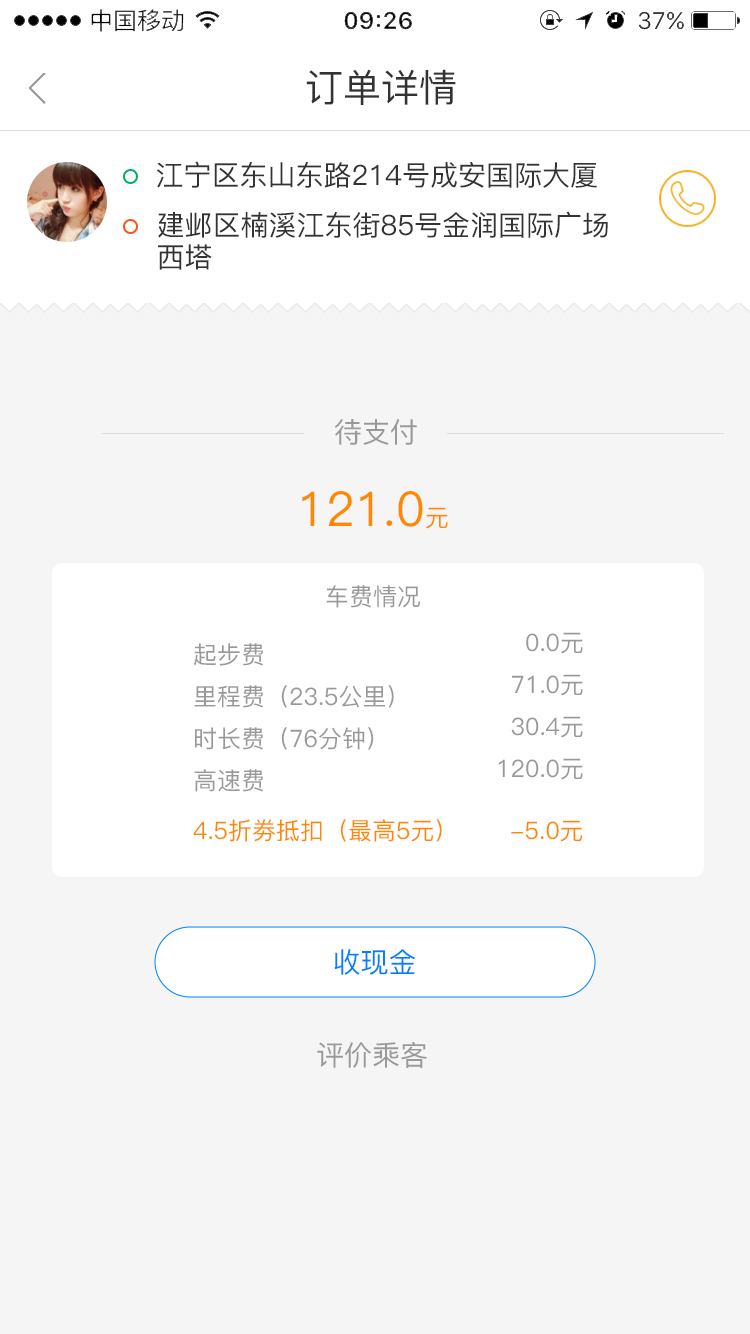 中国移动 09:26 37%
订单详情
江宁区东山东路214号成安国际大厦
建邺区楠溪江东街85号金润国际广场
西塔
待支付
121.0元
车费情况
起步费 0.0元
里程费（23.5公里） 71.0元
时长费（76分钟） 30.4元
高速费 120.0元
4.5折券抵扣（最高5元） -5.0元
收现金
评价乘客